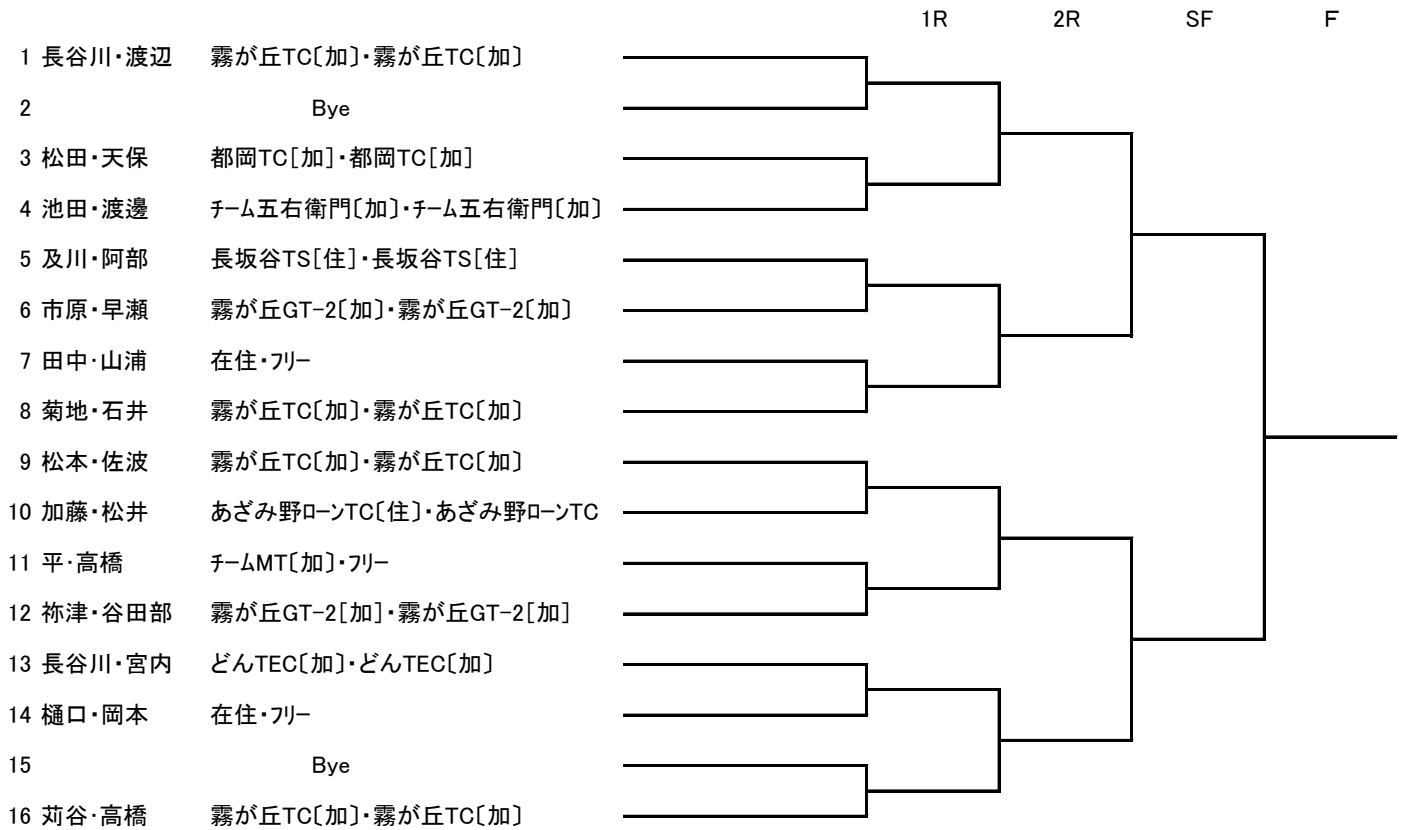 1R 2R SF F
1 長谷川・渡辺 霧が丘TC〔加〕・霧が丘TC〔加〕
2 Bye
3 松田・天保 都岡TC[加]・都岡TC[加]
4 池田・渡邊 ﾁｰﾑ五右衛門〔加〕・ﾁｰﾑ五右衛門〔加〕
5 及川・阿部 長坂谷TS[住]・長坂谷TS[住]
6 市原・早瀬 霧が丘GT-2〔加〕・霧が丘GT-2〔加〕
7 田中・山浦 在住・ﾌﾘｰ
8 菊地・石井 霧が丘TC〔加〕・霧が丘TC〔加〕
9 松本・佐波 霧が丘TC〔加〕・霧が丘TC〔加〕
10 加藤・松井 あざみ野ﾛｰﾝTC〔住〕・あざみ野ﾛｰﾝTC
11 平・高橋 ﾁｰﾑMT〔加〕・ﾌﾘｰ
12 祢津・谷田部 霧が丘GT-2[加]・霧が丘GT-2[加]
13 長谷川・宮内 どんTEC〔加〕・どんTEC〔加〕
14 樋口・岡本 在住・ﾌﾘｰ
15 Bye
16 苅谷・高橋 霧が丘TC〔加〕・霧が丘TC〔加〕